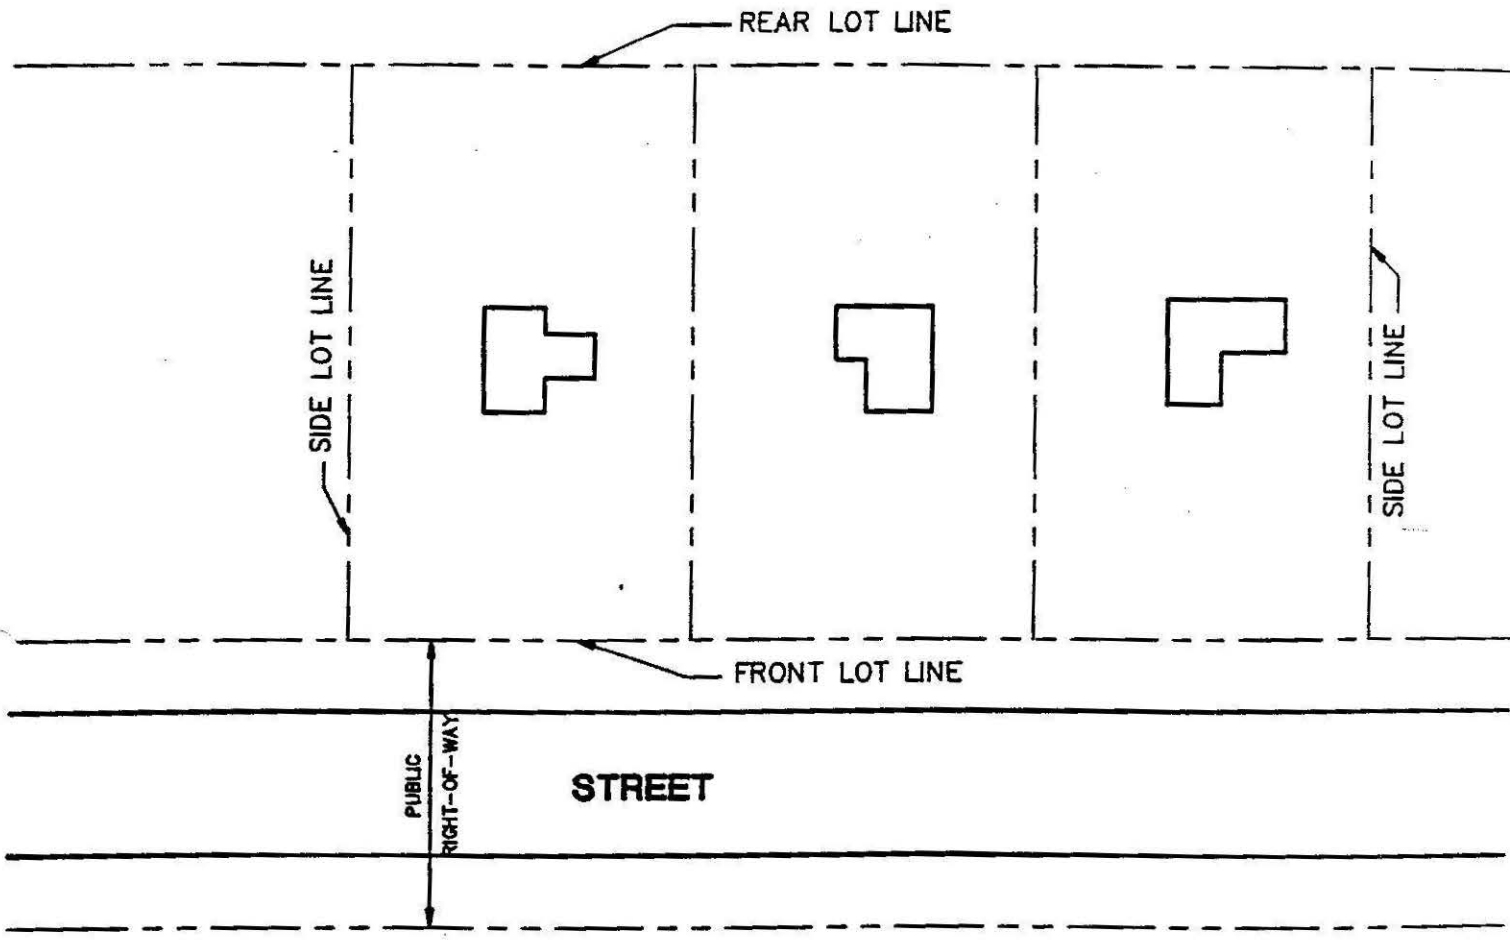 REAR LOT LINE
SIDE LOT LINE
SIDE LOT LINE
FRONT LOT LINE
PUBLIC
RIGHT-OF-WAY
STREET